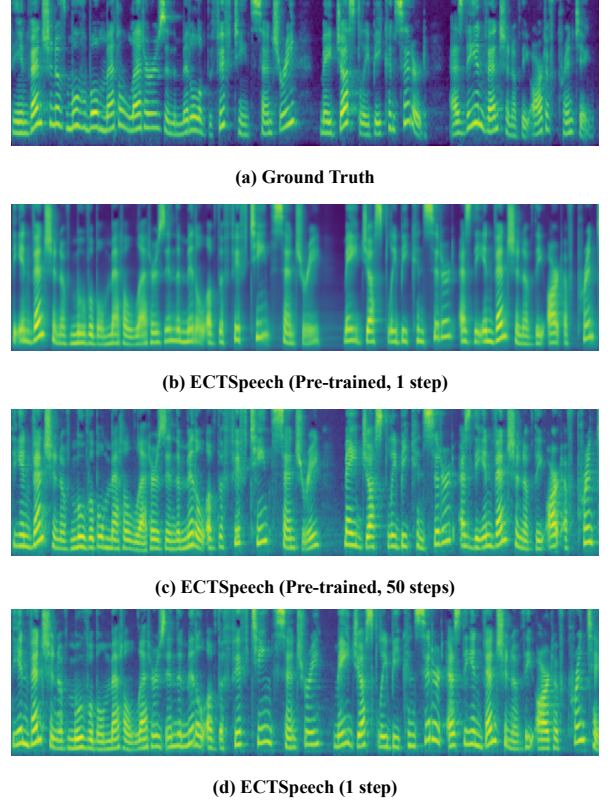 (a) Ground Truth
(b) ECTSpeech (Pre-trained, 1 step)
(c) ECTSpeech (Pre-trained, 50 steps)
(d) ECTSpeech (1 step)